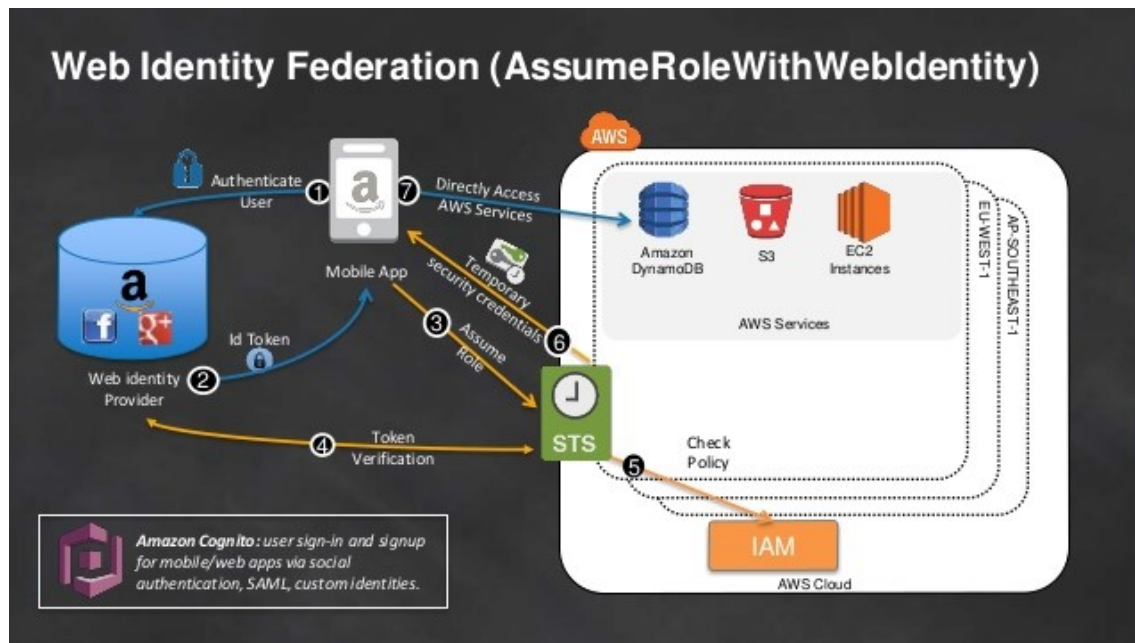 Web Identity Federation (AssumeRoleWithWebIdentity)
AWS
1
Authenticate
User
7
Directly Access
AWS Services
a
a
f
g+
Mobile App
Amazon
DynamoDB
S3
EC2
Instances
AWS Services
EU-WEST-1
AP-SOUTHEAST-1
Temporary
security credentials
3
Assume
Role
6
Id Token
2
Web identity
Provider
4
Token
Verification
STS
5
Check
Policy
IAM
AWS Cloud
Amazon Cognito: user sign-in and signup
for mobile/web apps via social
authentication, SAML, custom identities.